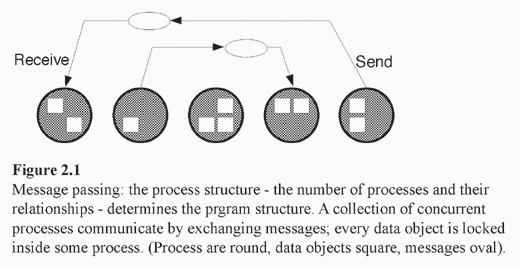 Receive
Send
Figure 2.1
Message passing: the process structure - the number of processes and their
relationships - determines the prgram structure. A collection of concurrent
processes communicate by exchanging messages; every data object is locked
inside some process. (Process are round, data objects square, messages oval).